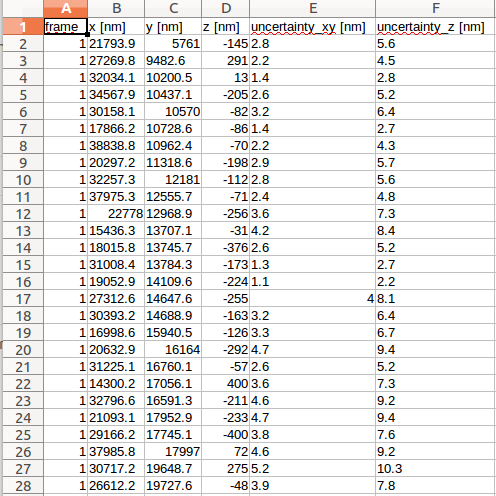 A B C D E F
1 frame x [nm] y [nm] z [nm] uncertainty_xy [nm] uncertainty_z [nm]
2 1 21793.9 5761 -145 2.8 5.6
3 1 27269.8 9482.6 291 2.2 4.5
4 1 32034.1 10200.5 13 1.4 2.8
5 1 34567.9 10437.1 -205 2.6 5.2
6 1 30158.1 10570 -82 3.2 6.4
7 1 17866.2 10728.6 -86 1.4 2.7
8 1 38838.8 10962.4 -70 2.2 4.3
9 1 20297.2 11318.6 -198 2.9 5.7
10 1 32257.3 12181 -112 2.8 5.6
11 1 37975.3 12555.7 -71 2.4 4.8
12 1 22778 12968.9 -256 3.6 7.3
13 1 15436.3 13707.1 -31 4.2 8.4
14 1 18015.8 13745.7 -376 2.6 5.2
15 1 31008.4 13784.3 -173 1.3 2.7
16 1 19052.9 14109.6 -224 1.1 2.2
17 1 27312.6 14647.6 -255 4 8.1
18 1 30393.2 14688.9 -163 3.2 6.4
19 1 16998.6 15940.5 -126 3.3 6.7
20 1 20632.9 16164 -292 4.7 9.4
21 1 31225.1 16760.1 -57 2.6 5.2
22 1 14300.2 17056.1 400 3.6 7.3
23 1 32796.6 16591.3 -211 4.6 9.2
24 1 21093.1 17952.9 -233 4.7 9.4
25 1 29166.2 17745.1 -400 3.8 7.6
26 1 37985.8 17997 72 4.6 9.2
27 1 30717.2 19648.7 275 5.2 10.3
28 1 26612.2 19727.6 -48 3.9 7.8